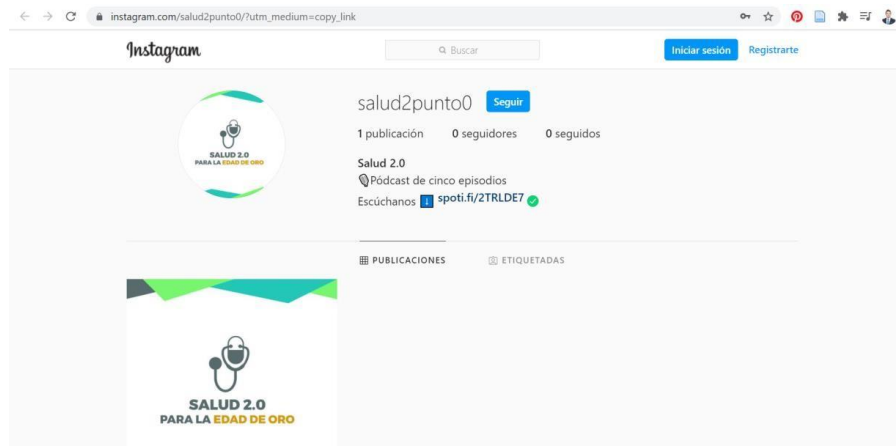 instagram.com/salud2punto0/?utm_medium=copy_link
Instagram
Buscar
Iniciar sesión
Registrarte
SALUD 2.0
PARA LA EDAD DE ORO
salud2punto0
Seguir
1 publicación 0 seguidores 0 seguidos
Salud 2.0
Pódcast de cinco episodios
Escúchanos spoti.fi/2TRLDE7
PUBLICACIONES
ETIQUETADAS
SALUD 2.0
PARA LA EDAD DE ORO